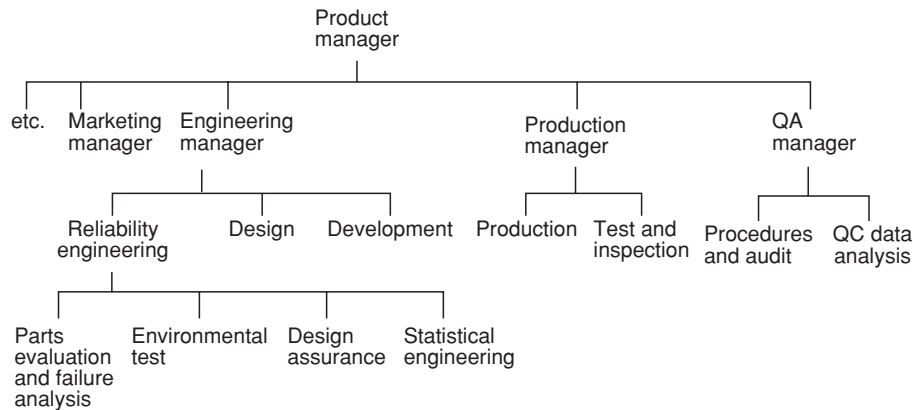 Product
manager
etc.
Marketing
manager
Engineering
manager
Production
manager
QA
manager
Reliability
engineering
Design
Development
Production
Test and
inspection
Procedures
and audit
QC data
analysis
Parts
evaluation
and failure
analysis
Environmental
test
Design
assurance
Statistical
engineering